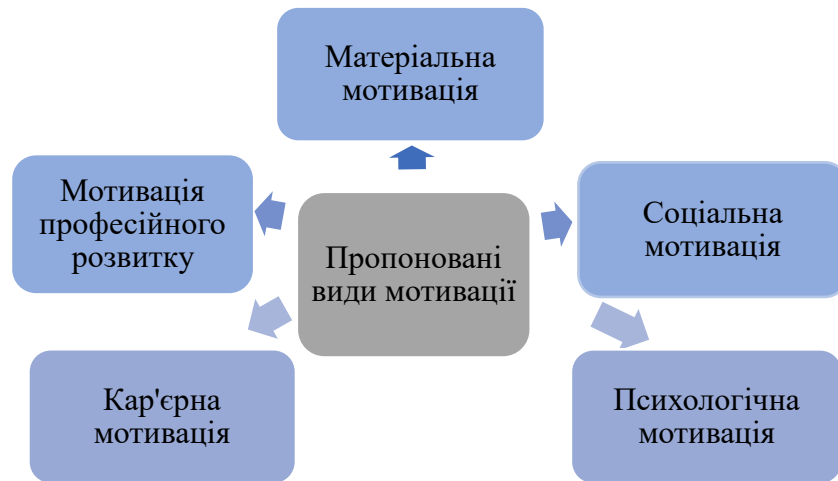 Матеріальна
мотивація
Мотивація
професійного
розвитку
Пропоновані
види мотивації
Соціальна
мотивація
Кар'єрна
мотивація
Психологічна
мотивація